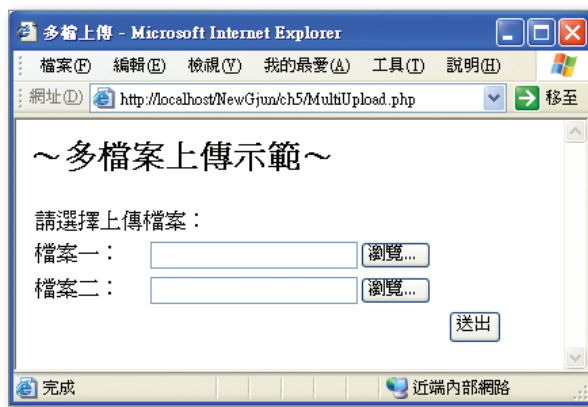 多檔上傳 - Microsoft Internet Explorer
檔案(F) 編輯(E) 檢視(V) 我的最愛(A) 工具(T) 說明(H)
網址(D) http://localhost/NewGjun/ch5/MultiUpload.php 移至
～多檔案上傳示範～
請選擇上傳檔案：
檔案一： 瀏覽...
檔案二： 瀏覽...
送出
完成 近端內部網路